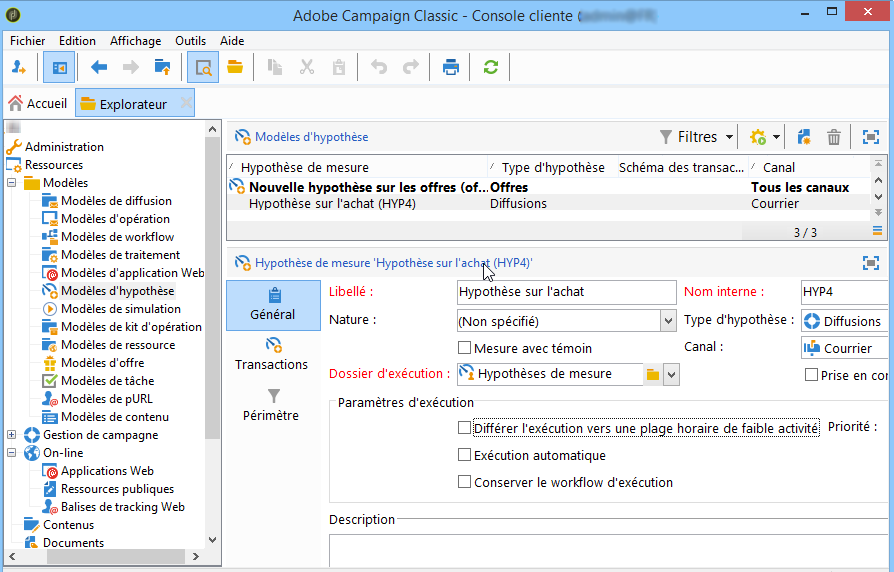 Adobe Campaign Classic - Console cliente (
Fichier Edition Affichage Outils Aide
Accueil Explorateur
Administration
Ressources
Modèles
Modèles de diffusion
Modèles d'opération
Modèles de workflow
Modèles de traitement
Modèles d'application Web
Modèles d'hypothèse
Modèles de simulation
Modèles de kit d'opération
Modèles de ressource
Modèles d'offre
Modèles de tâche
Modèles de pURL
Modèles de contenu
Gestion de campagne
On-line
Applications Web
Ressources publiques
Balises de tracking Web
Contenus
Documents
Modèles d'hypothèse Filtres
Hypothèse de mesure Type d'hypothèse Schéma des transac... Canal
Nouvelle hypothèse sur les offres (of... Offres Tous les canaux
Hypothèse sur l'achat (HYP4) Diffusions Courrier
3 / 3
Hypothèse de mesure 'Hypothèse sur l'achat (HYP4)'
Général
Transactions
Périmètre
Libellé : Hypothèse sur l'achat Nom interne : HYP4
Nature : (Non spécifié) Type d'hypothèse : Diffusions
Mesure avec témoin Canal : Courrier
Dossier d'exécution : Hypothèses de mesure Prise en cor
Paramètres d'exécution
Différer l'exécution vers une plage horaire de faible activité Priorité :
Exécution automatique
Conserver le workflow d'exécution
Description